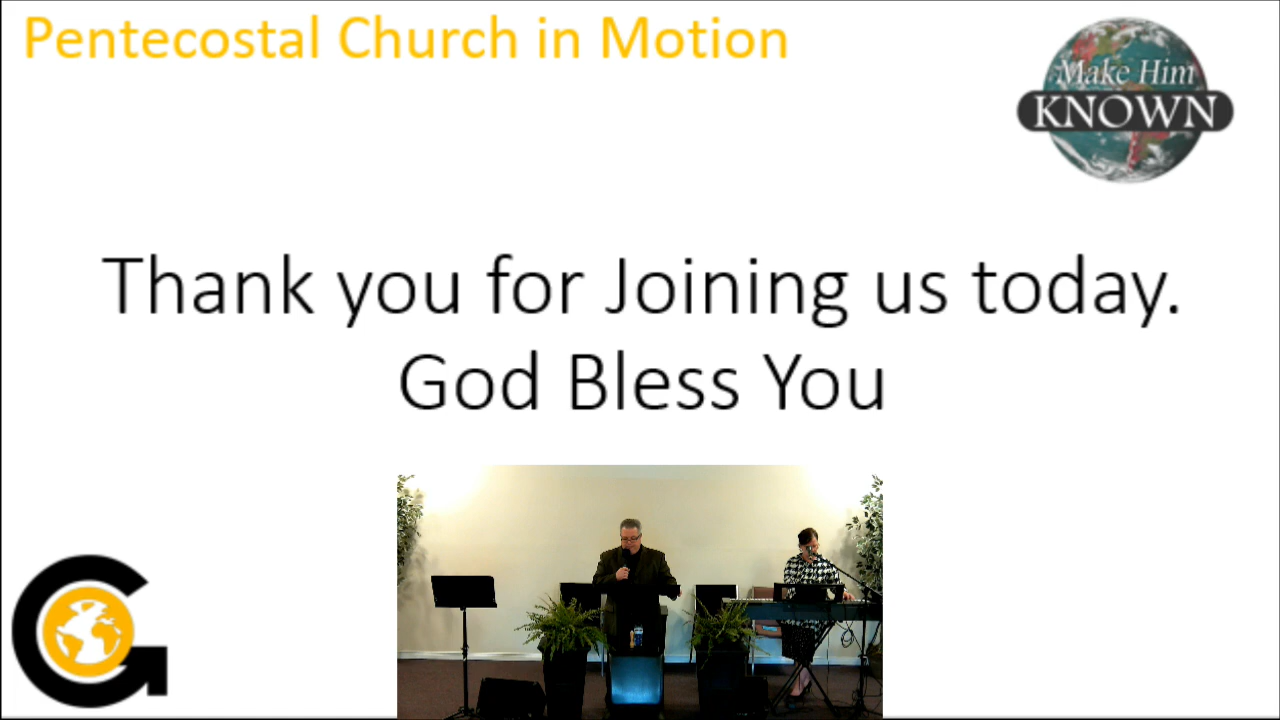 Pentecostal Church in Motion
Make Him
KNOWN
Thank you for Joining us today.
God Bless You